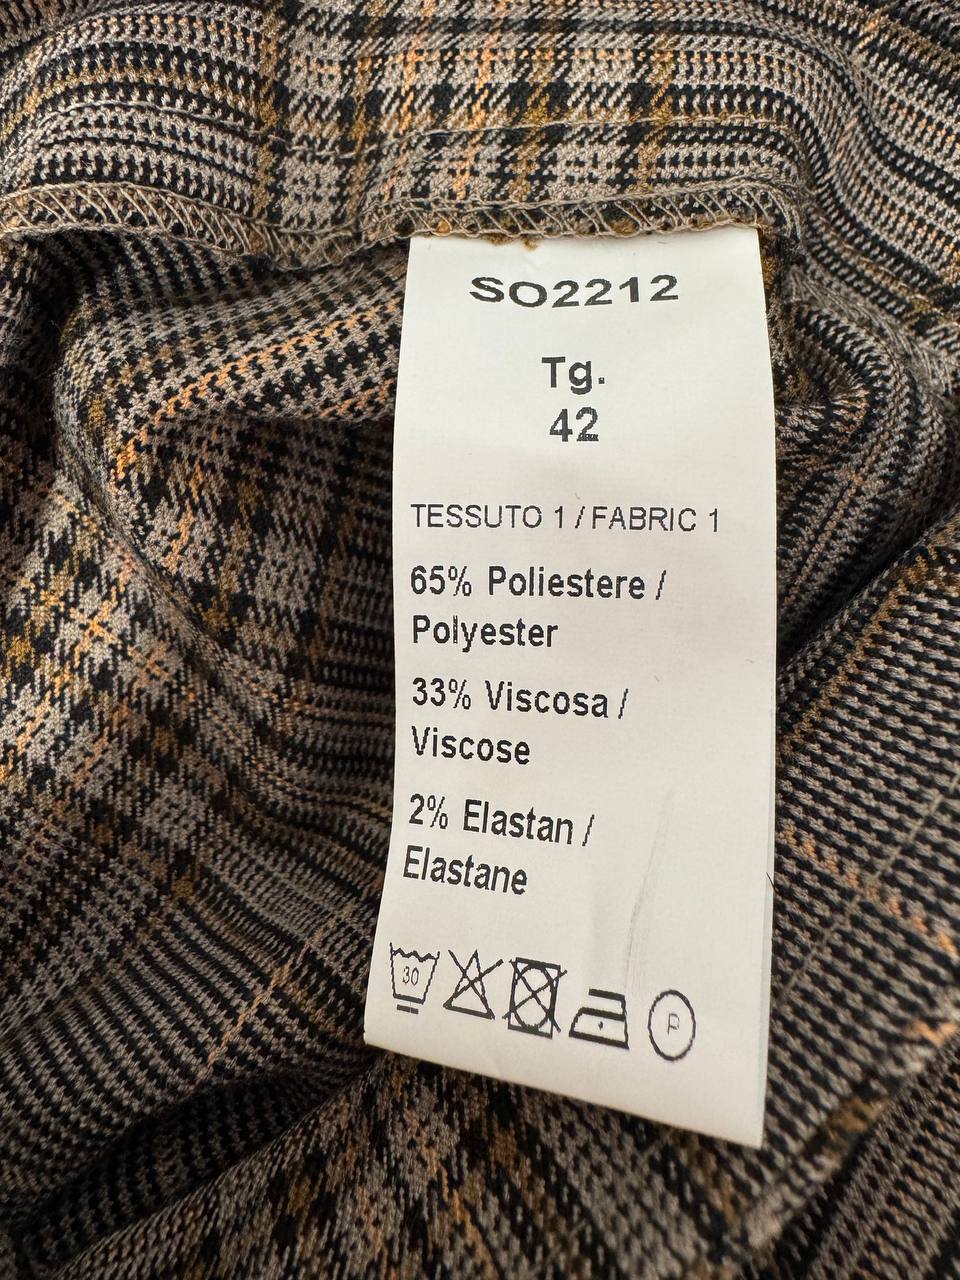 SO2212
Tg.
42
TESSUTO 1 / FABRIC 1
65% Poliestere /
Polyester
33% Viscosa /
Viscose
2% Elastan /
Elastane
30
P